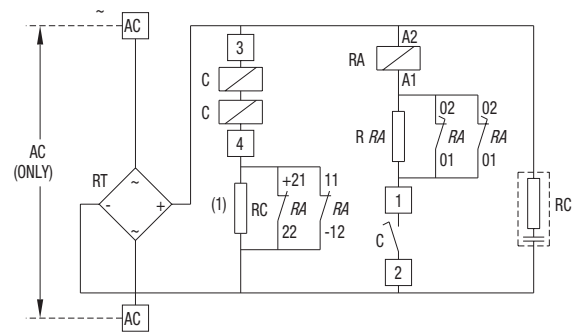 ~
AC
A2
3
RA
C
A1
C
02
02
4
R RA
RA
RA
AC
(ONLY)
RT
~
+21
11
01
01
-
+
(1)
RC
RA
RA
1
RC
~
22
-12
C
2
AC